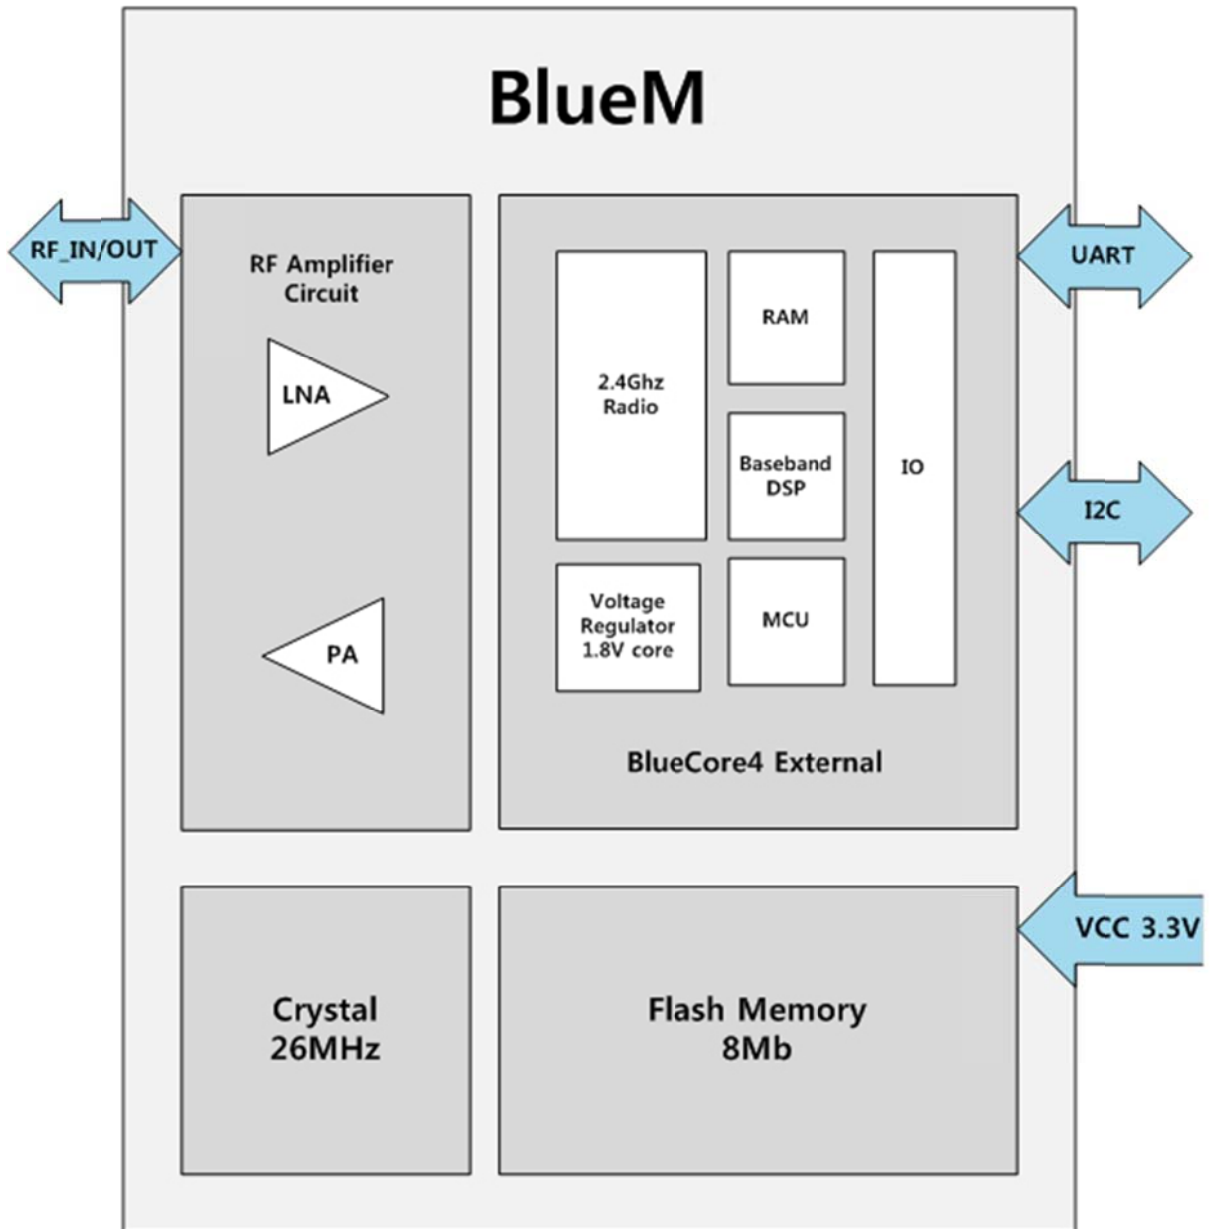 BlueM
RF_IN/OUT
RF Amplifier
Circuit
LNA
PA
2.4Ghz
Radio
RAM
Baseband
DSP
IO
Voltage
Regulator
1.8V core
MCU
BlueCore4 External
UART
I2C
VCC 3.3V
Crystal
26MHz
Flash Memory
8Mb